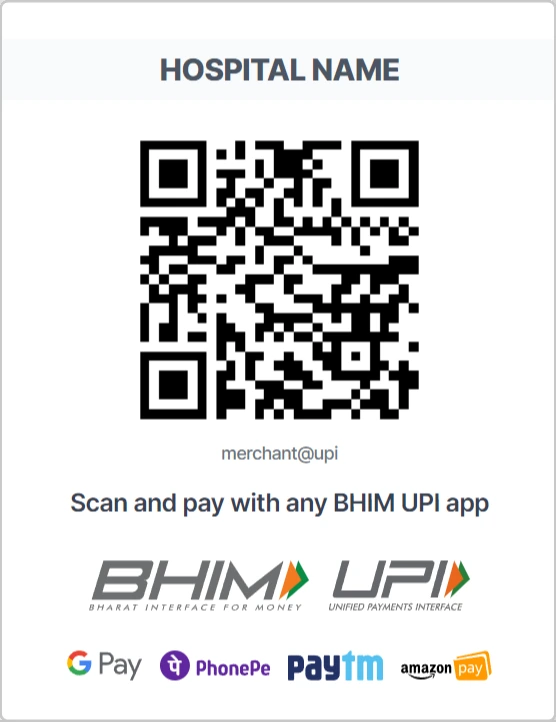 HOSPITAL NAME
merchant@upi
Scan and pay with any BHIM UPI app
BHIM UPI
BHARAT INTERFACE FOR MONEY UNIFIED PAYMENTS INTERFACE
G Pay PhonePe paytm amazon pay